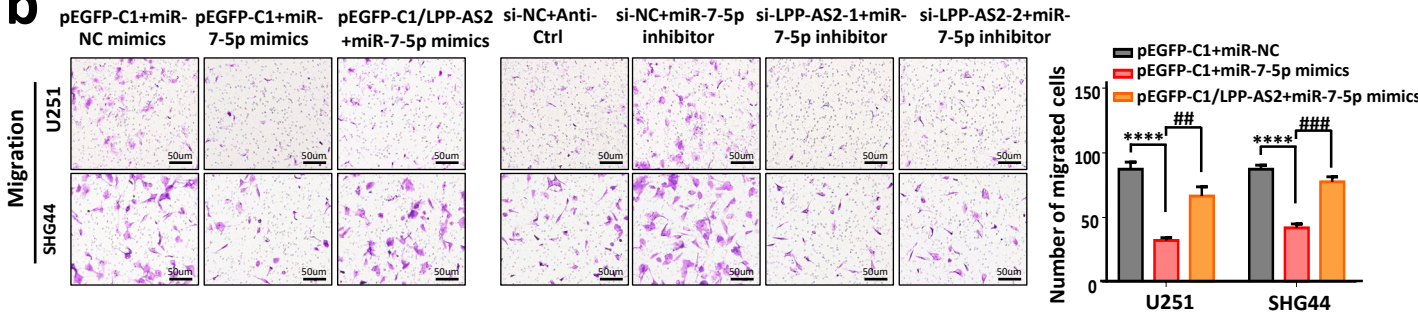 b
pEGFP-C1+miR-
NC mimics
pEGFP-C1+miR-
7-5p mimics
pEGFP-C1/LPP-AS2
+miR-7-5p mimics
si-NC+Anti-
Ctrl
si-NC+miR-7-5p
inhibitor
si-LPP-AS2-1+miR-
7-5p inhibitor
si-LPP-AS2-2+miR-
7-5p inhibitor
Migration
U251
50um
50um
50um
50um
50um
50um
50um
SHG44
50um
50um
50um
50um
50um
50um
50um
pEGFP-C1+miR-NC
pEGFP-C1+miR-7-5p mimics
pEGFP-C1/LPP-AS2+miR-7-5p mimics
Number of migrated cells
150
100
50
0
****
##
****
###
U251
SHG44